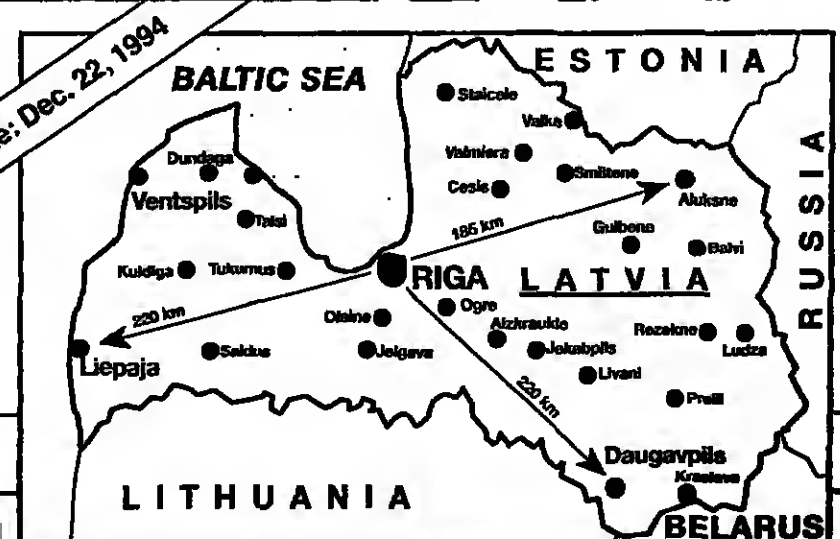 e: Dec. 22, 1994
BALTIC SEA
ESTONIA
Staicele
Valka
Valmiera
Smiltene
Cesis
Aluksne
RUSSIA
Dundaga
Ventspils
Talsi
185 km
Gulbene
Balvi
Kuldiga
Tukumus
RIGA
LATVIA
220 km
Olaine
Ogre
Aizkraukle
Rezekne
Ludza
Liepaja
Saldus
Jelgava
Jekabpils
Livani
220 km
Preili
Daugavpils
Kraslava
LITHUANIA
BELARUS